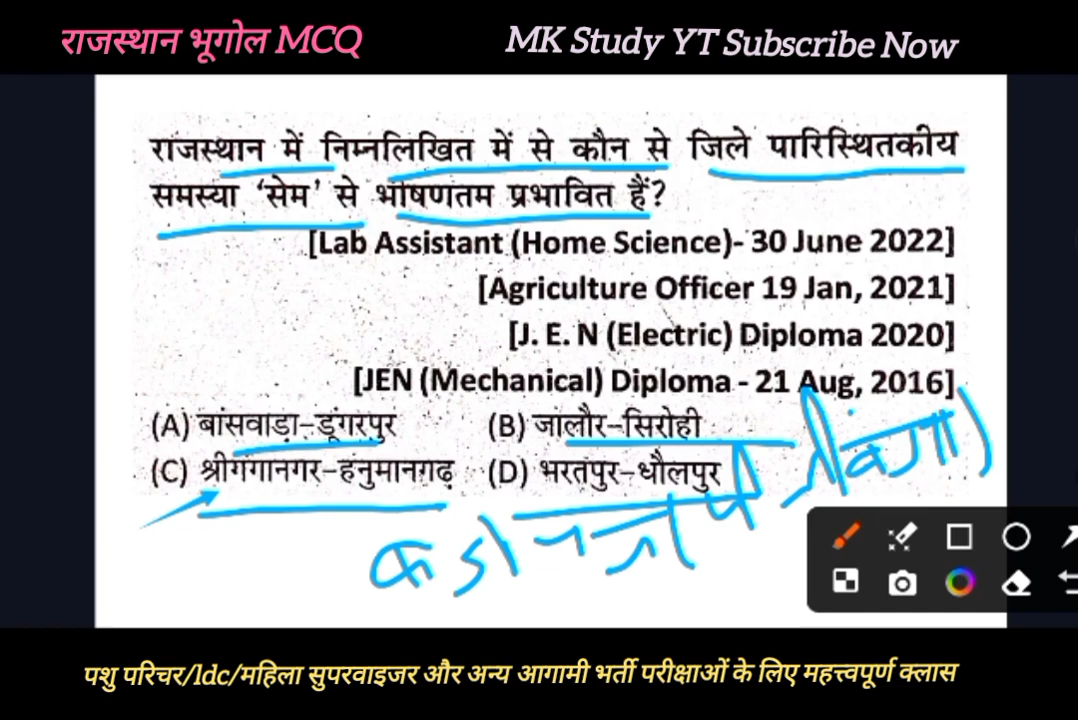 राजस्थान भूगोल MCQ
MK Study YT Subscribe Now
राजस्थान में निम्नलिखित में से कौन से जिले पारिस्थितकीय
समस्या ‘सेम’ से भीषणतम प्रभावित हैं?
[Lab Assistant (Home Science)- 30 June 2022]
[Agriculture Officer 19 Jan, 2021]
[J. E. N (Electric) Diploma 2020]
[JEN (Mechanical) Diploma - 21 Aug, 2016]
(A) बांसवाड़ा–डूंगरपुर (B) जालौर–सिरोही
(C) श्रीगंगानगर–हनुमानगढ़ (D) भरतपुर–धौलपुर
पशु परिचर/ldc/महिला सुपरवाइजर और अन्य आगामी भर्ती परीक्षाओं के लिए महत्त्वपूर्ण क्लास